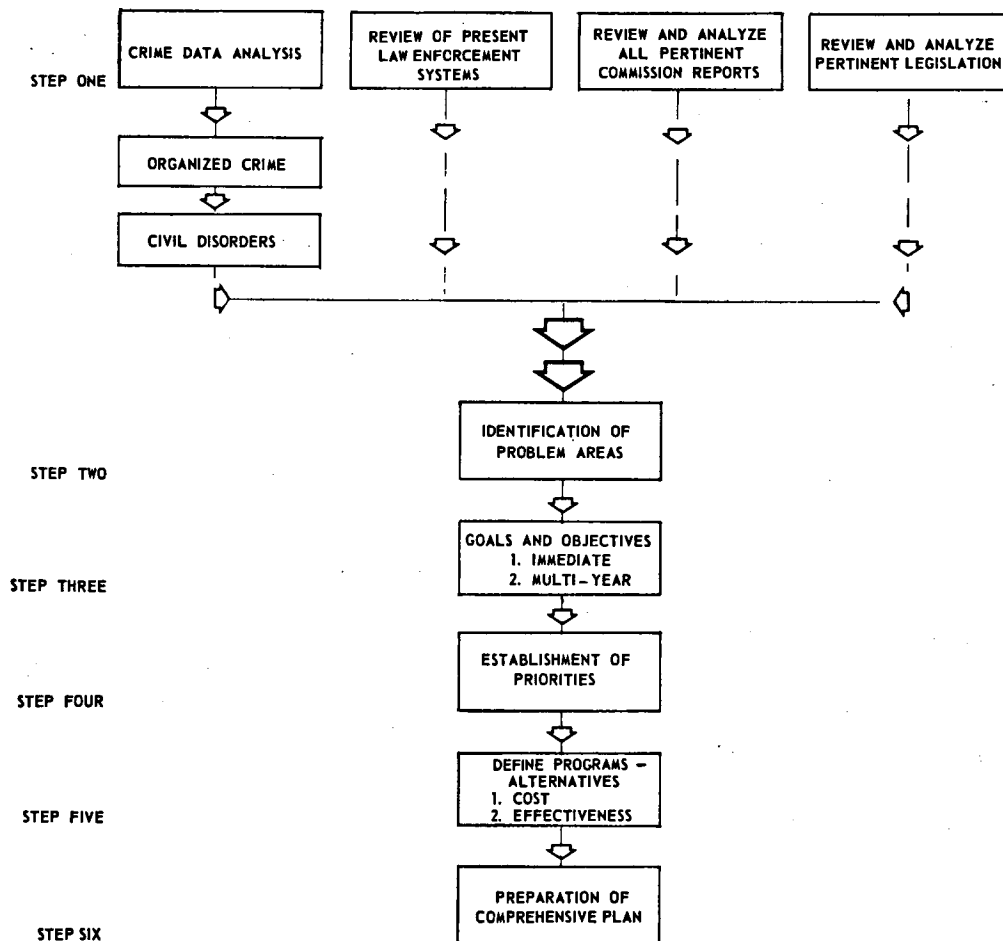 CRIME DATA ANALYSIS
REVIEW OF PRESENT
LAW ENFORCEMENT
SYSTEMS
REVIEW AND ANALYZE
ALL PERTINENT
COMMISSION REPORTS
REVIEW AND ANALYZE
PERTINENT LEGISLATION
STEP ONE
ORGANIZED CRIME
CIVIL DISORDERS
IDENTIFICATION OF
PROBLEM AREAS
STEP TWO
GOALS AND OBJECTIVES
1. IMMEDIATE
2. MULTI-YEAR
STEP THREE
ESTABLISHMENT OF
PRIORITIES
STEP FOUR
DEFINE PROGRAMS -
ALTERNATIVES
1. COST
2. EFFECTIVENESS
STEP FIVE
PREPARATION OF
COMPREHENSIVE PLAN
STEP SIX